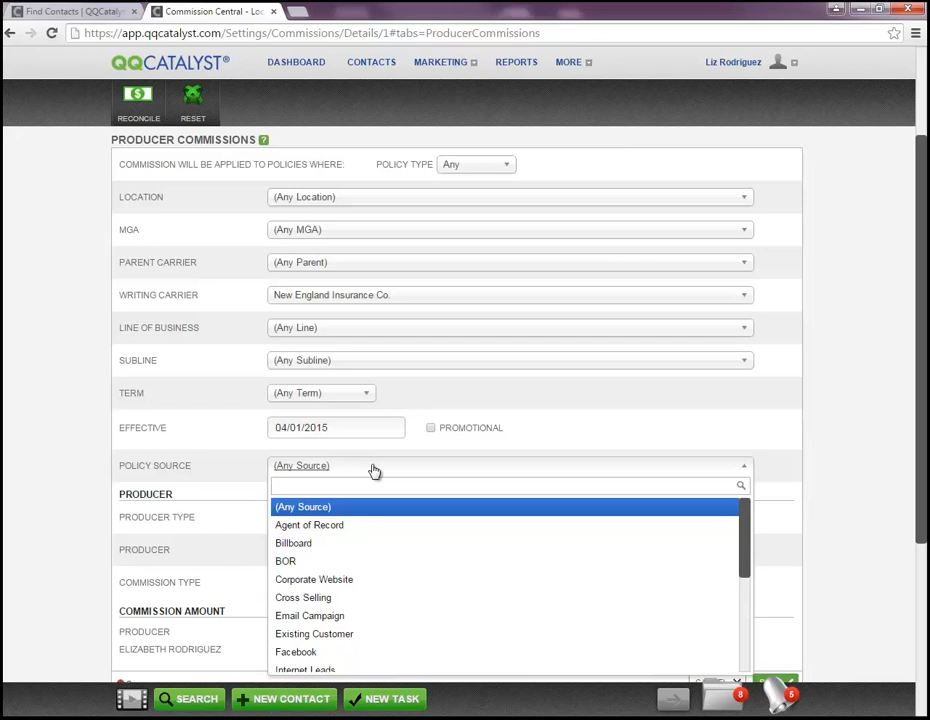 Find Contacts | QQCatalys
Commission Central - Loc
https://app.qqcatalyst.com/Settings/Commissions/Details/1#tabs=ProducerCommissions
QQCATALYST®
DASHBOARD CONTACTS MARKETING REPORTS MORE Liz Rodriguez
RECONCILE RESET
PRODUCER COMMISSIONS ?
COMMISSION WILL BE APPLIED TO POLICIES WHERE: POLICY TYPE Any
LOCATION (Any Location)
MGA (Any MGA)
PARENT CARRIER (Any Parent)
WRITING CARRIER New England Insurance Co.
LINE OF BUSINESS (Any Line)
SUBLINE (Any Subline)
TERM (Any Term)
EFFECTIVE 04/01/2015 PROMOTIONAL
POLICY SOURCE (Any Source)
PRODUCER
(Any Source)
PRODUCER TYPE
Agent of Record
Billboard
PRODUCER
BOR
COMMISSION TYPE
Corporate Website
Cross Selling
COMMISSION AMOUNT
Email Campaign
PRODUCER
Existing Customer
ELIZABETH RODRIGUEZ
Facebook
Internet Leads
SEARCH NEW CONTACT NEW TASK 8 5